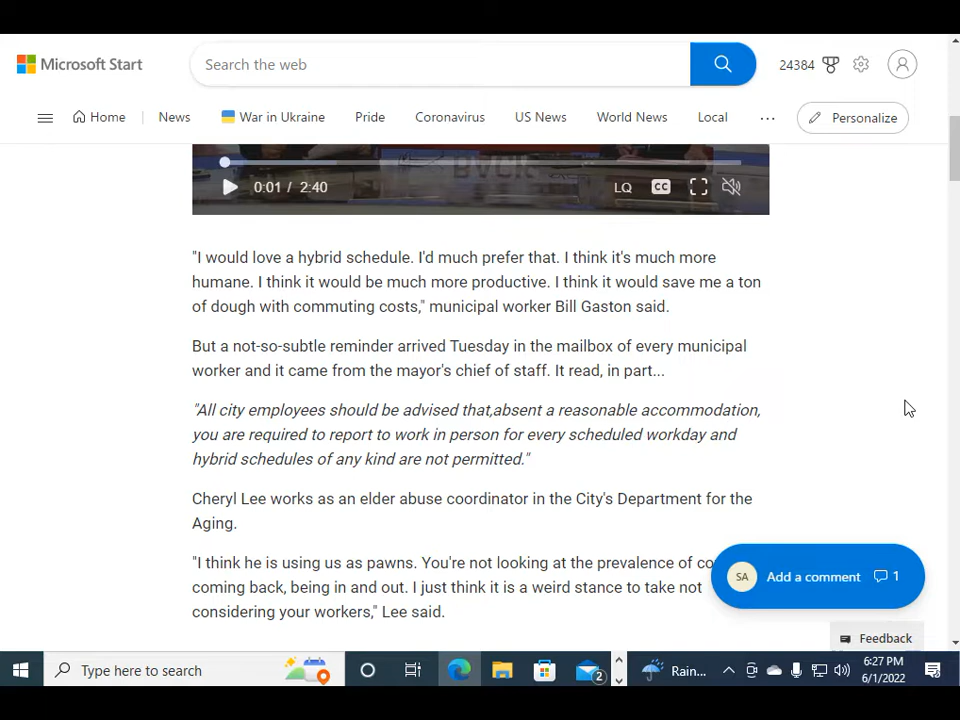 Microsoft Start
Search the web
24384
Home
News
War in Ukraine
Pride
Coronavirus
US News
World News
Local
...
Personalize
0:01 / 2:40
LQ
CC
"I would love a hybrid schedule. I'd much prefer that. I think it's much more
humane. I think it would be much more productive. I think it would save me a ton
of dough with commuting costs," municipal worker Bill Gaston said.
But a not-so-subtle reminder arrived Tuesday in the mailbox of every municipal
worker and it came from the mayor's chief of staff. It read, in part...
"All city employees should be advised that,absent a reasonable accommodation,
you are required to report to work in person for every scheduled workday and
hybrid schedules of any kind are not permitted."
Cheryl Lee works as an elder abuse coordinator in the City's Department for the
Aging.
"I think he is using us as pawns. You're not looking at the prevalence of co
coming back, being in and out. I just think it is a weird stance to take not
considering your workers," Lee said.
SA
Add a comment
1
Feedback
Type here to search
2
Rain...
6:27 PM
6/1/2022